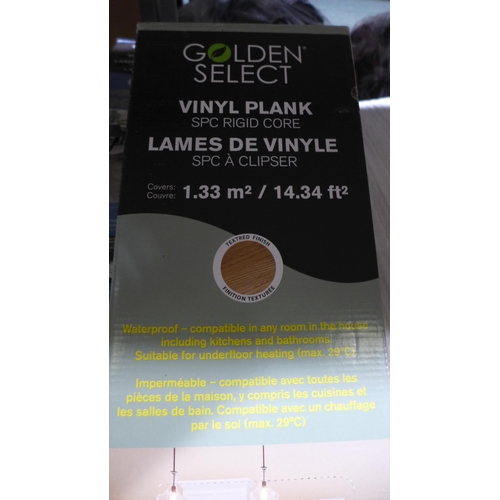 GOLDEN
SELECT
VINYL PLANK
SPC RIGID CORE
LAMES DE VINYLE
SPC À CLIPSER
Covers:
Couvre: 1.33 m² / 14.34 ft²
TEXTRED FINISH
FINITION TEXTURÉE
Waterproof – compatible in any room in the house
including kitchens and bathrooms.
Suitable for underfloor heating (max. 29°C)
Imperméable – compatible avec toutes les
pièces de la maison, y compris les cuisines et
les salles de bain. Compatible avec un chauffage
par le sol (max. 29°C)